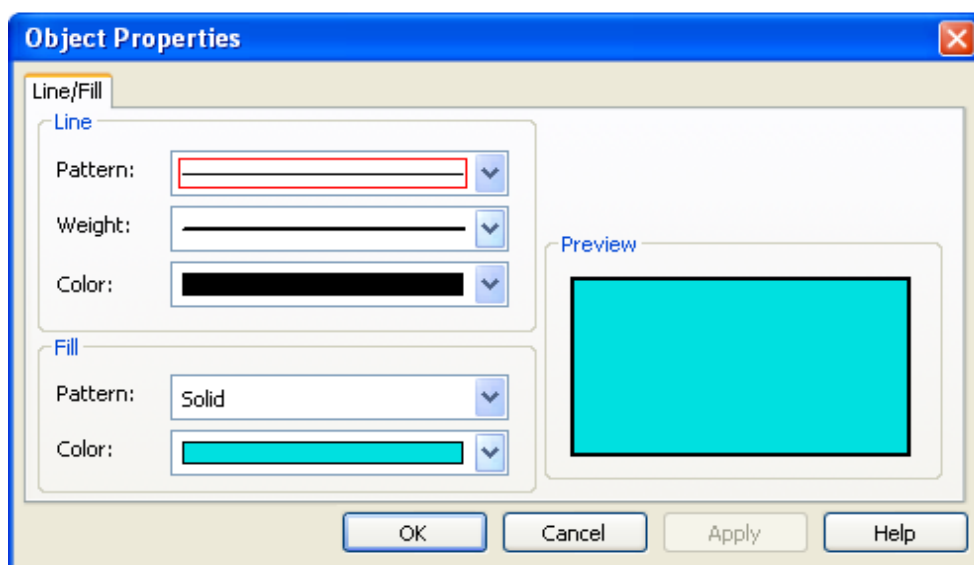 Object Properties
Line/Fill
Line
Pattern:
Weight:
Color:
Fill
Pattern: Solid
Color:
Preview
OK Cancel Apply Help